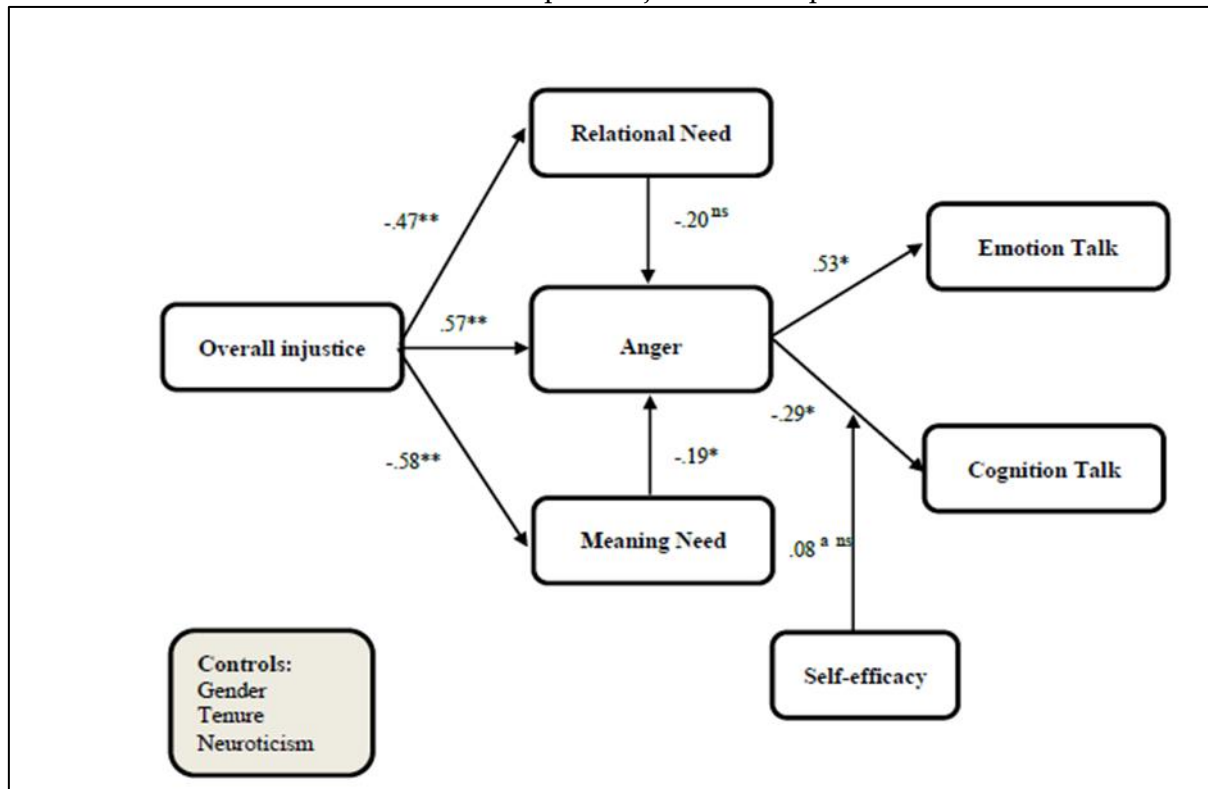 Relational Need
-.47**
-.20 ns
Emotion Talk
.53*
.57**
Overall injustice
Anger
-.29*
-.58**
-.19*
Cognition Talk
Meaning Need
.08 a ns
Controls:
Gender
Tenure
Neuroticism
Self-efficacy